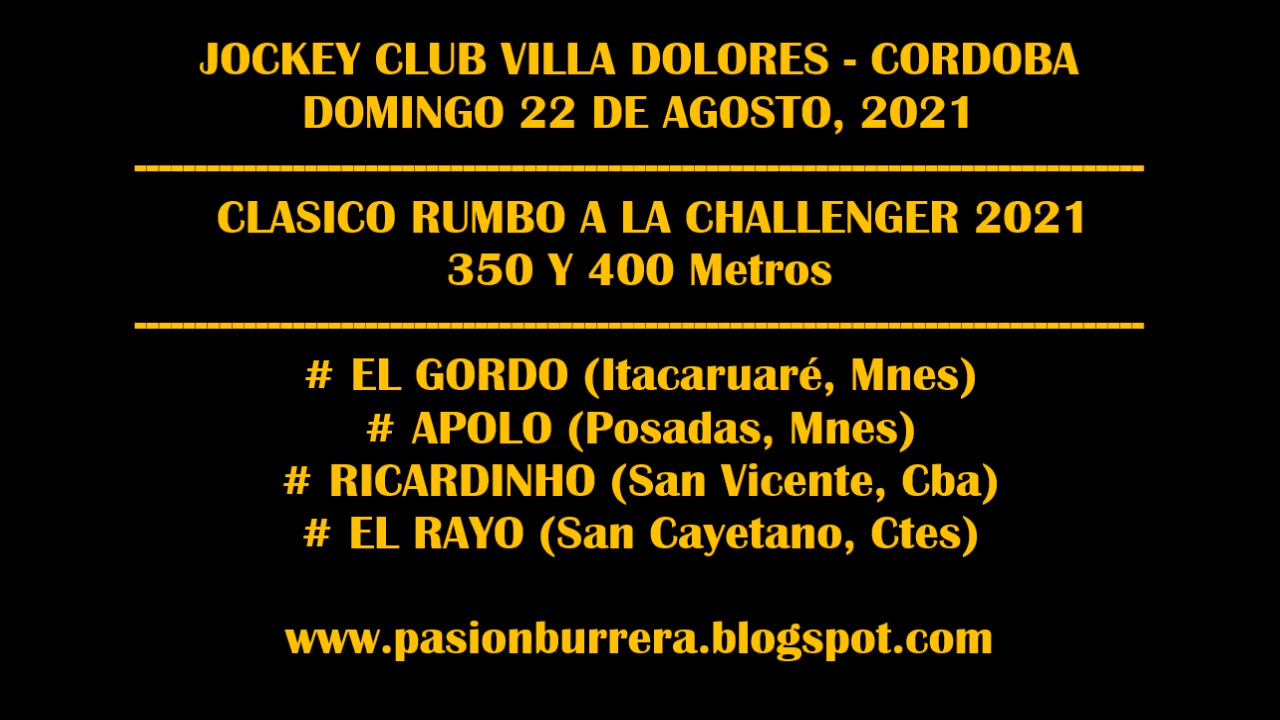 JOCKEY CLUB VILLA DOLORES - CORDOBA
DOMINGO 22 DE AGOSTO, 2021
CLASICO RUMBO A LA CHALLENGER 2021
350 Y 400 Metros
# EL GORDO (Itacaruaré, Mnes)
# APOLO (Posadas, Mnes)
# RICARDINHO (San Vicente, Cba)
# EL RAYO (San Cayetano, Ctes)
www.pasionburrera.blogspot.com